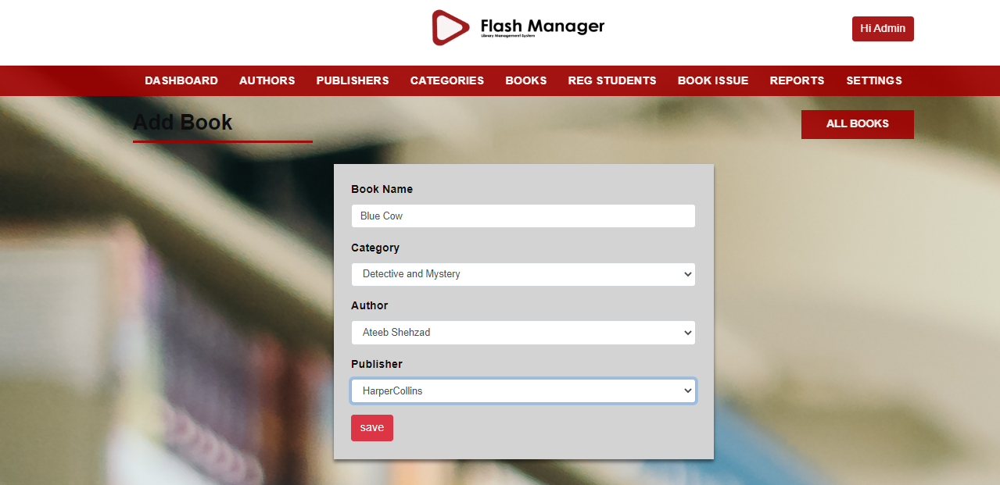 Flash Manager
Library Management System
Hi Admin
DASHBOARD AUTHORS PUBLISHERS CATEGORIES BOOKS REG STUDENTS BOOK ISSUE REPORTS SETTINGS
Add Book
ALL BOOKS
Book Name
Blue Cow
Category
Detective and Mystery
Author
Ateeb Shehzad
Publisher
HarperCollins
save